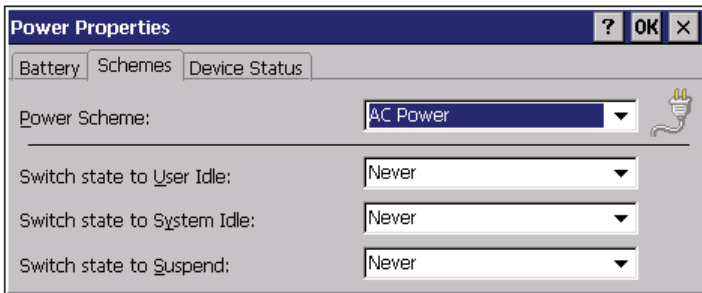 Power Properties ? OK ×
Battery Schemes Device Status
Power Scheme: AC Power
Switch state to User Idle: Never
Switch state to System Idle: Never
Switch state to Suspend: Never